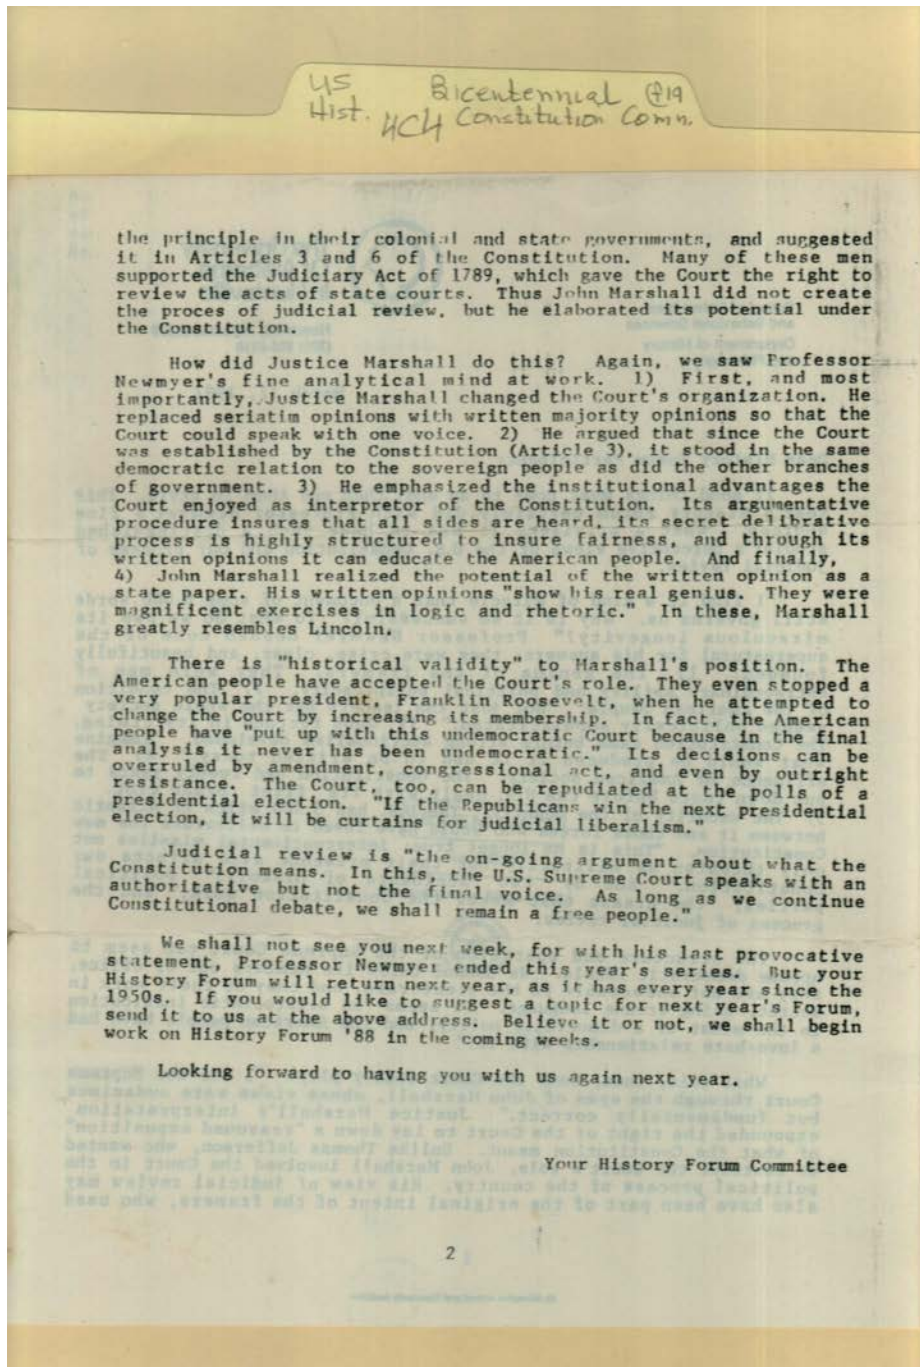 US Bicentennial
Hist. 4C4 Constitution Comn.
the principle in their colonial and state governments, and suggested
it in Articles 3 and 6 of the Constitution. Many of these men
supported the Judiciary Act of 1789, which gave the Court the right to
review the acts of state courts. Thus John Marshall did not create
the proces of judicial review, but he elaborated its potential under
the Constitution.
How did Justice Marshall do this? Again, we saw Professor
Newmyer's fine analytical mind at work. 1) First, and most
importantly, Justice Marshall changed the Court's organization. He
replaced seriatim opinions with written majority opinions so that the
Court could speak with one voice. 2) He argued that since the Court
was established by the Constitution (Article 3), it stood in the same
democratic relation to the sovereign people as did the other branches
of government. 3) He emphasized the institutional advantages the
Court enjoyed as interpretor of the Constitution. Its argumentative
procedure insures that all sides are heard, its secret delibrative
process is highly structured to insure fairness, and through its
written opinions it can educate the American people. And finally,
4) John Marshall realized the potential of the written opinion as a
state paper. His written opinions "show his real genius. They were
magnificent exercises in logic and rhetoric." In these, Marshall
greatly resembles Lincoln.
There is "historical validity" to Marshall's position. The
American people have accepted the Court's role. They even stopped a
very popular president, Franklin Roosevelt, when he attempted to
change the Court by increasing its membership. In fact, the American
people have "put up with this undemocratic Court because in the final
analysis it never has been undemocratic." Its decisions can be
overruled by amendment, congressional act, and even by outright
resistance. The Court, too, can be repudiated at the polls of a
presidential election. "If the Republicans win the next presidential
election, it will be curtains for judicial liberalism."
Judicial review is "the on-going argument about what the
Constitution means. In this, the U.S. Supreme Court speaks with an
authoritative but not the final voice. As long as we continue
Constitutional debate, we shall remain a free people."
We shall not see you next week, for with his last provocative
statement, Professor Newmyer ended this year's series. But your
History Forum will return next year, as it has every year since the
1950s. If you would like to suggest a topic for next year's Forum,
send it to us at the above address. Believe it or not, we shall begin
work on History Forum '88 in the coming weeks.
Looking forward to having you with us again next year.
Your History Forum Committee
2